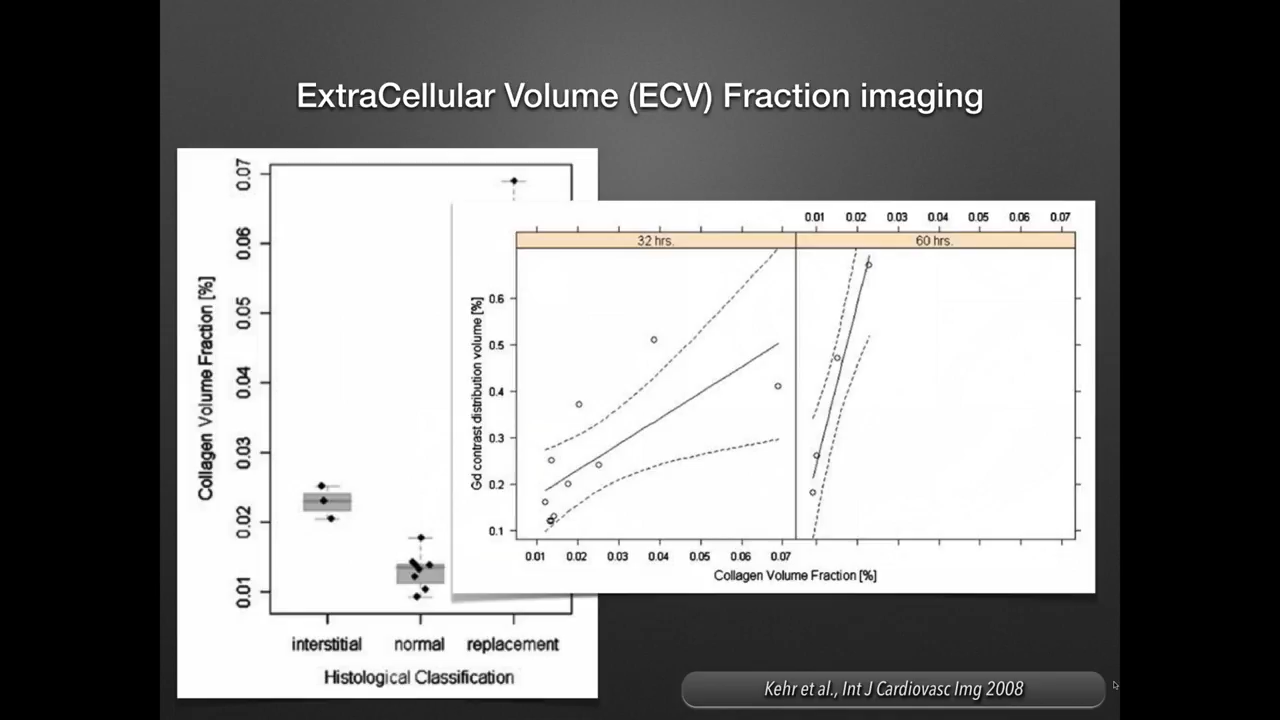 ExtraCellular Volume (ECV) Fraction imaging
Collagen Volume Fraction [%]
0.07
0.06
0.05
0.04
0.03
0.02
0.01
interstitial normal replacement
Histological Classification
0.01 0.02 0.03 0.04 0.05 0.06 0.07
32 hrs. 60 hrs.
Gd contrast distribution volume [%]
0.6
0.5
0.4
0.3
0.2
0.1
0.01 0.02 0.03 0.04 0.05 0.06 0.07
Collagen Volume Fraction [%]
Kehr et al., Int J Cardiovasc Img 2008